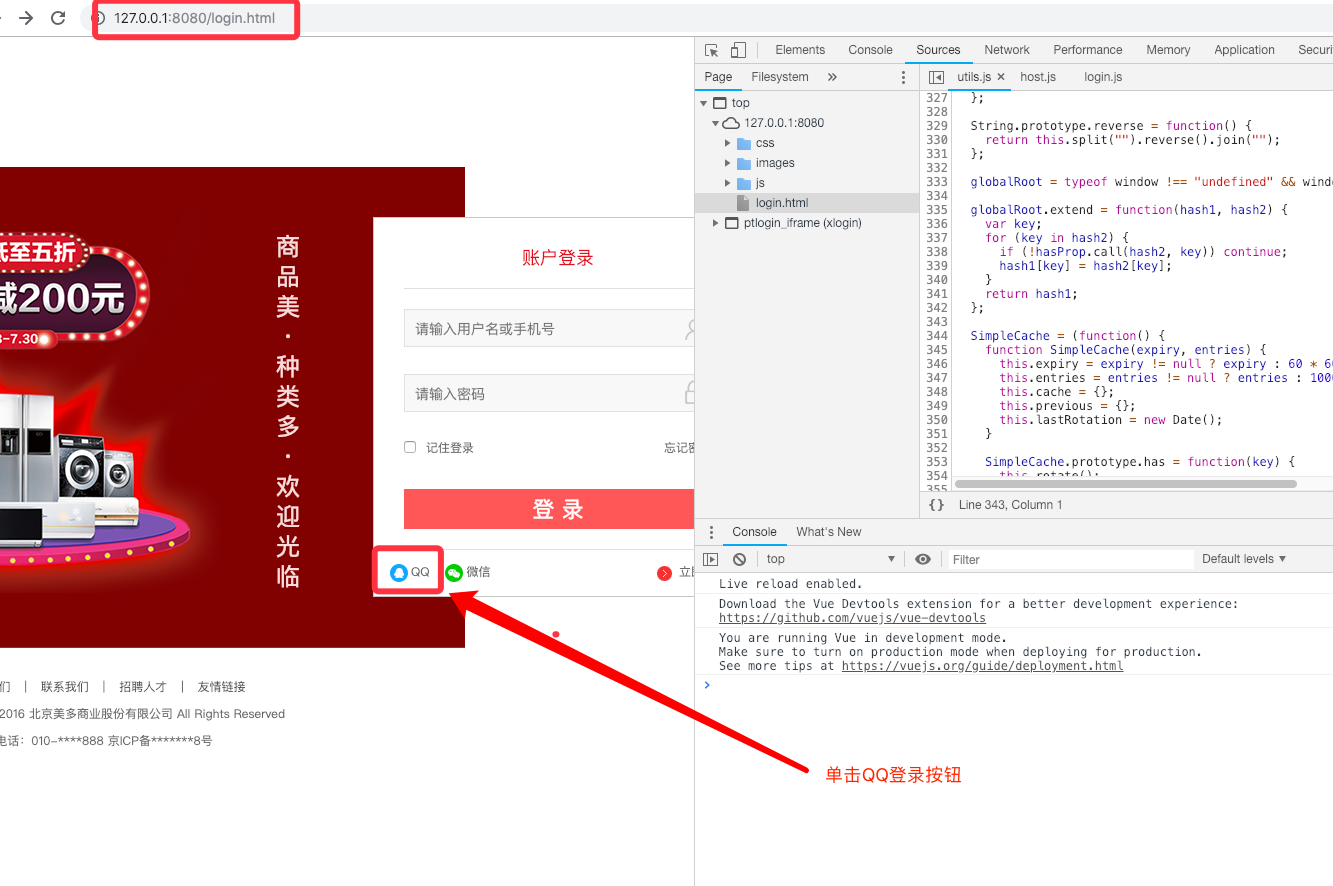 127.0.0.1:8080/login.html
Elements Console Sources Network Performance Memory Application Securi
Page Filesystem »
utils.js × host.js login.js
top
127.0.0.1:8080
css
images
js
login.html
ptlogin_iframe (xlogin)
327 };
328
329 String.prototype.reverse = function() {
330 return this.split("").reverse().join("");
331 };
332
333 globalRoot = typeof window !== "undefined" && windo
334
335 globalRoot.extend = function(hash1, hash2) {
336 var key;
337 for (key in hash2) {
338 if (!hasProp.call(hash2, key)) continue;
339 hash1[key] = hash2[key];
340 }
341 return hash1;
342 };
343
344 SimpleCache = (function() {
345 function SimpleCache(expiry, entries) {
346 this.expiry = expiry != null ? expiry : 60 * 60
347 this.entries = entries != null ? entries : 1000
348 this.cache = {};
349 this.previous = {};
350 this.lastRotation = new Date();
351 }
352
353 SimpleCache.prototype.has = function(key) {
354 this.rotate();
355
{} Line 343, Column 1
Console What's New
top Filter Default levels
Live reload enabled.
Download the Vue Devtools extension for a better development experience:
https://github.com/vuejs/vue-devtools
You are running Vue in development mode.
Make sure to turn on production mode when deploying for production.
See more tips at https://vuejs.org/guide/deployment.html
低至五折
减200元
-7.30
商品美·种类多·欢迎光临
账户登录
请输入用户名或手机号
请输入密码
记住登录 忘记密
登 录
QQ 微信 立即
单击QQ登录按钮
们 | 联系我们 | 招聘人才 | 友情链接
2016 北京美多商业股份有限公司 All Rights Reserved
电话：010-****888 京ICP备*******8号